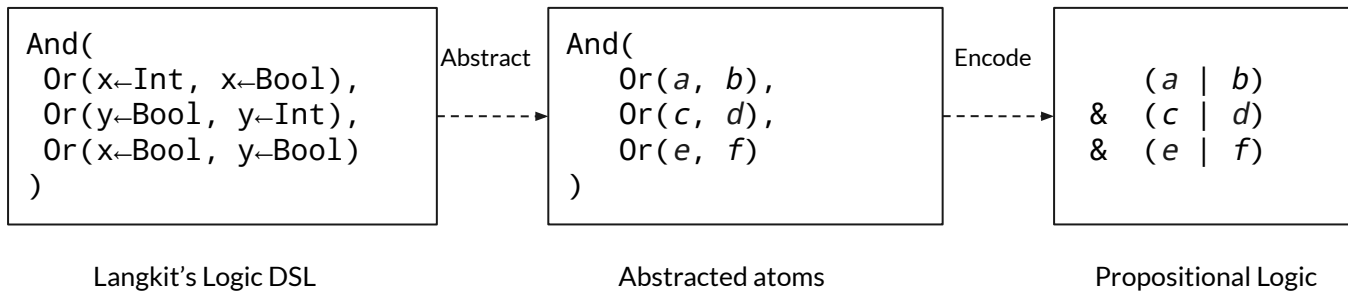 And(
Or(x←Int, x←Bool),
Or(y←Bool, y←Int),
Or(x←Bool, y←Bool)
)
Abstract
And(
Or(a, b),
Or(c, d),
Or(e, f)
)
Encode
(a | b)
& (c | d)
& (e | f)
Langkit’s Logic DSL
Abstracted atoms
Propositional Logic